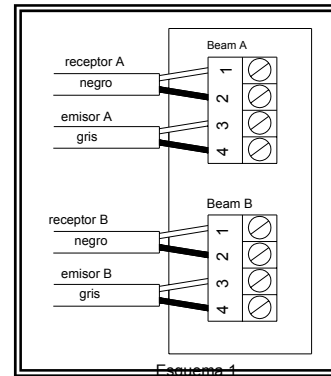 Beam A
receptor A
negro
1
2
emisor A
gris
3
4
Beam B
receptor B
negro
1
2
emisor B
gris
3
4
Esquema 1